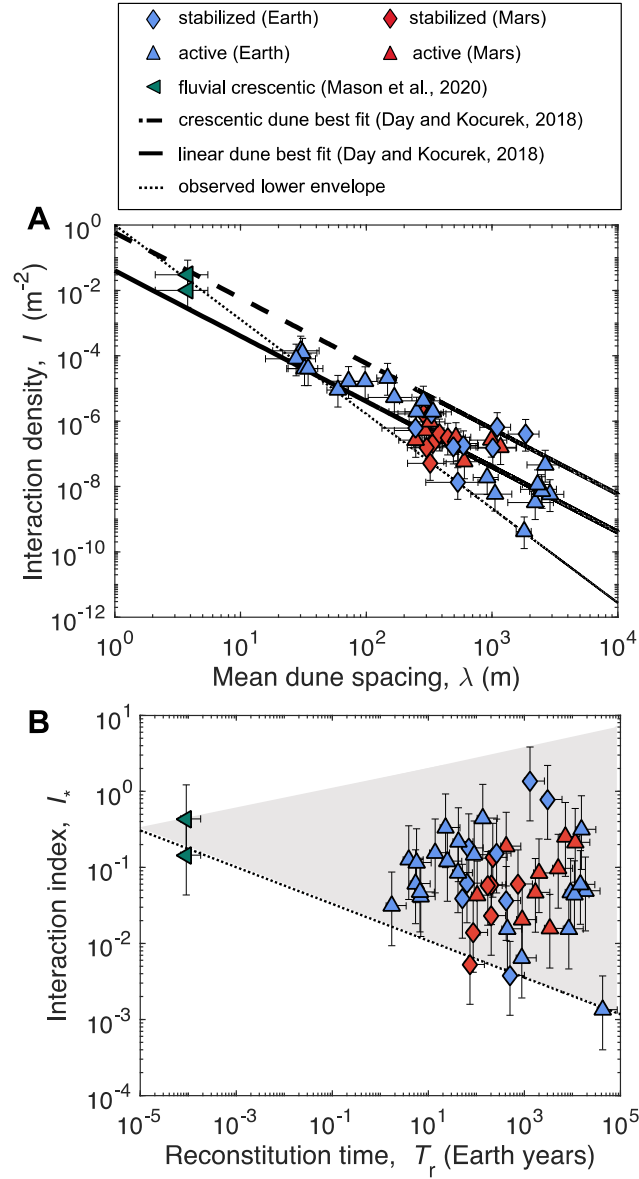 stabilized (Earth) stabilized (Mars)
active (Earth) active (Mars)
fluvial crescentic (Mason et al., 2020)
crescentic dune best fit (Day and Kocurek, 2018)
linear dune best fit (Day and Kocurek, 2018)
observed lower envelope
A
10^0
10^-2
10^-4
10^-6
10^-8
10^-10
10^-12
Interaction density, I (m^-2)
10^0 10^1 10^2 10^3 10^4
Mean dune spacing, λ (m)
B
10^1
10^0
10^-1
10^-2
10^-3
10^-4
Interaction index, I_*
10^-5 10^-3 10^-1 10^1 10^3 10^5
Reconstitution time, T_r (Earth years)